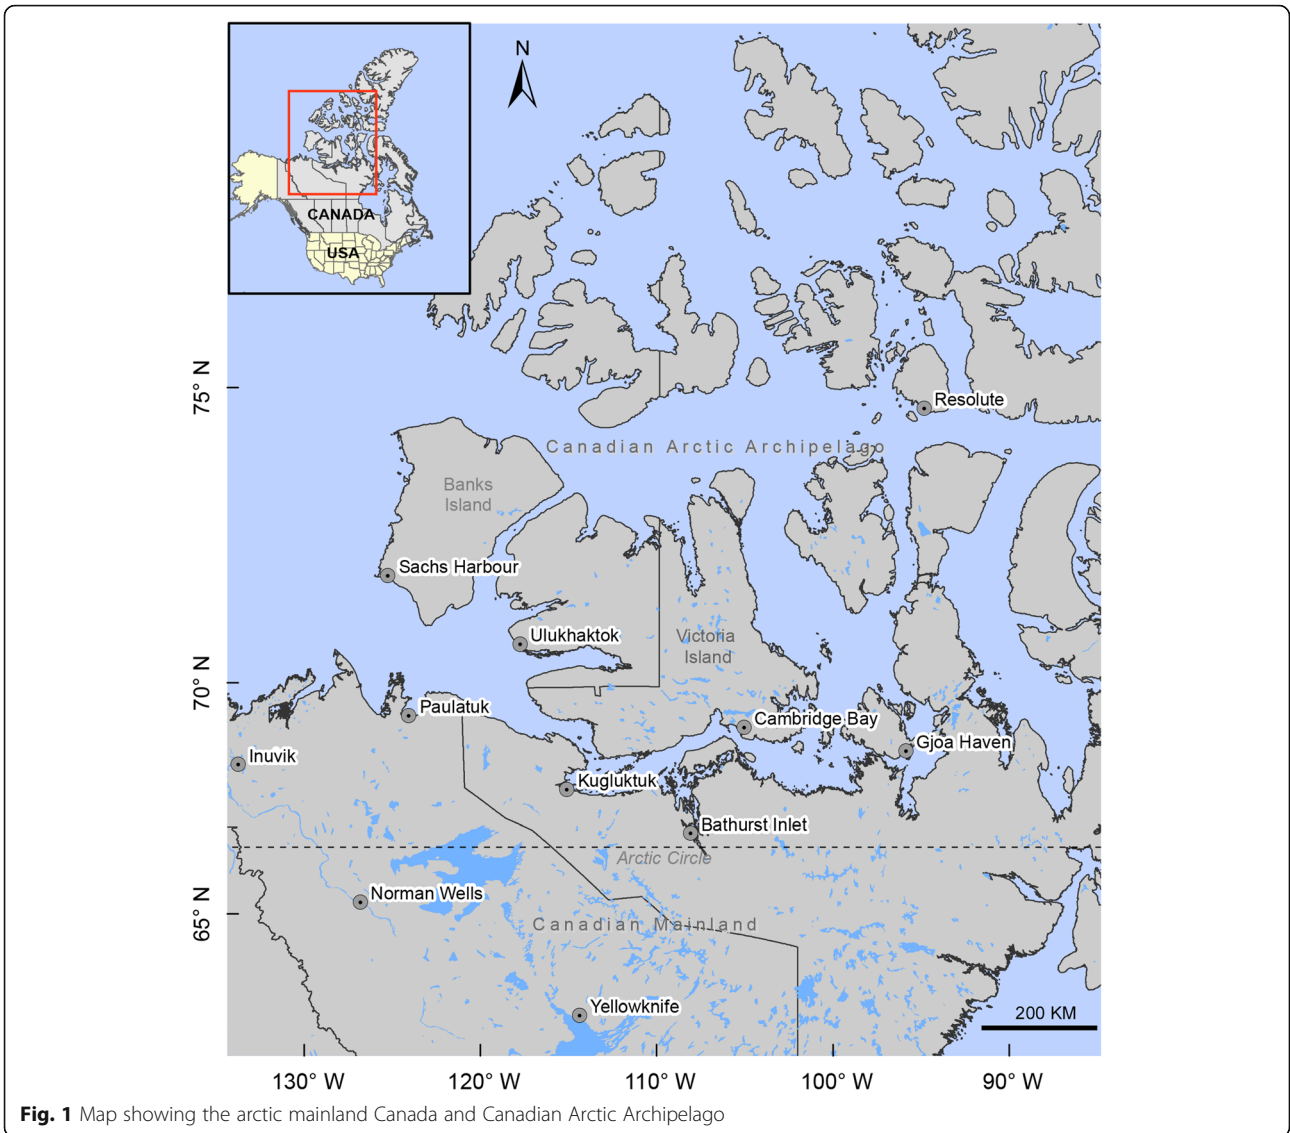 N
CANADA
USA
75° N
Resolute
Canadian Arctic Archipelago
Banks
Island
Sachs Harbour
Ulukhaktok
Victoria
Island
70° N
Paulatuk
Cambridge Bay
Gjoa Haven
Inuvik
Kugluktuk
Bathurst Inlet
Arctic Circle
Norman Wells
65° N
Canadian Mainland
Yellowknife
200 KM
130° W
120° W
110° W
100° W
90° W
Fig. 1 Map showing the arctic mainland Canada and Canadian Arctic Archipelago